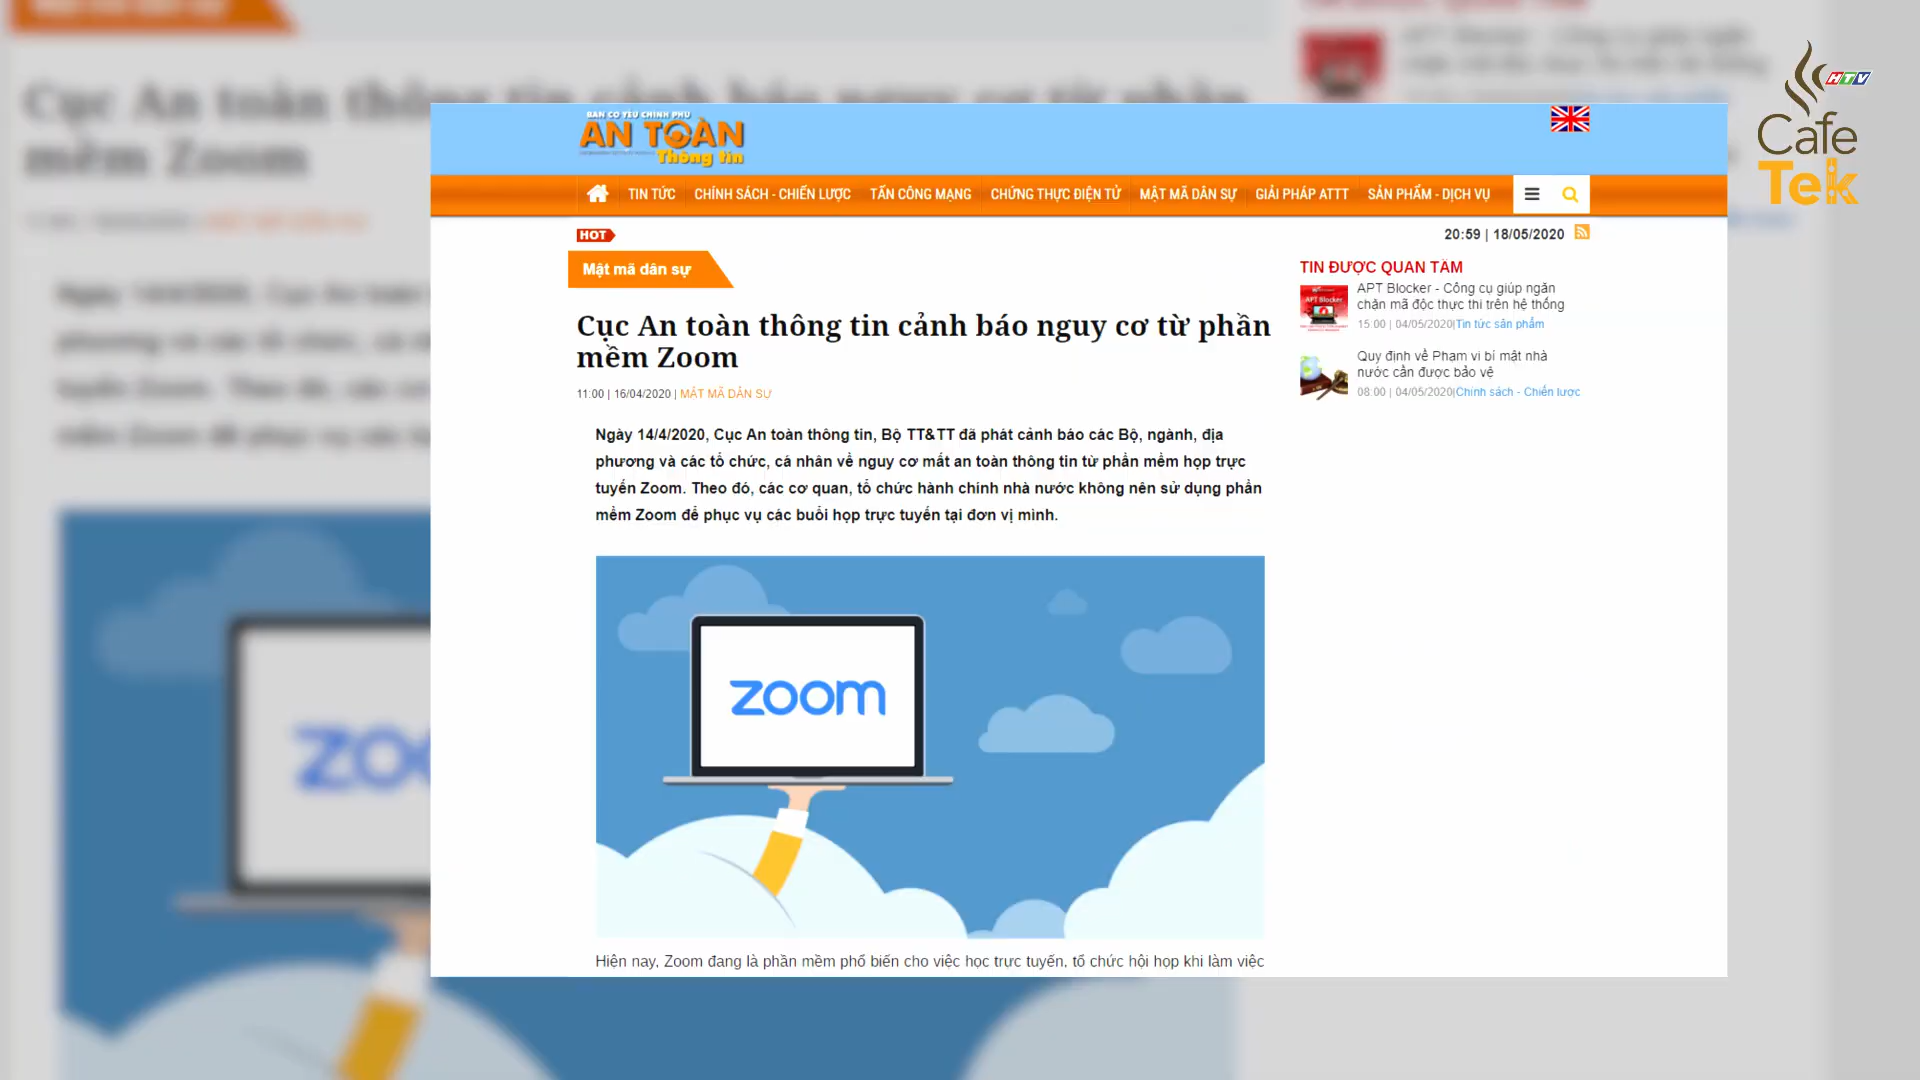 HTV
Cafe
Tek
BAN CƠ YẾU CHÍNH PHỦ
AN TOÀN
Thông tin
TIN TỨC CHÍNH SÁCH - CHIẾN LƯỢC TẤN CÔNG MẠNG CHỨNG THỰC ĐIỆN TỬ MẬT MÃ DÂN SỰ GIẢI PHÁP ATTT SẢN PHẨM - DỊCH VỤ
HOT
20:59 | 18/05/2020
Mật mã dân sự
Cục An toàn thông tin cảnh báo nguy cơ từ phần
mềm Zoom
11:00 | 16/04/2020 | MẬT MÃ DÂN SỰ
Ngày 14/4/2020, Cục An toàn thông tin, Bộ TT&TT đã phát cảnh báo các Bộ, ngành, địa
phương và các tổ chức, cá nhân về nguy cơ mất an toàn thông tin từ phần mềm họp trực
tuyến Zoom. Theo đó, các cơ quan, tổ chức hành chính nhà nước không nên sử dụng phần
mềm Zoom để phục vụ các buổi họp trực tuyến tại đơn vị mình.
zoom
Hiện nay, Zoom đang là phần mềm phổ biến cho việc học trực tuyến, tổ chức hội họp khi làm việc
TIN ĐƯỢC QUAN TÂM
APT Blocker
APT Blocker - Công cụ giúp ngăn
chặn mã độc thực thi trên hệ thống
15:00 | 04/05/2020|Tin tức sản phẩm
Quy định về Phạm vi bí mật nhà
nước cần được bảo vệ
08:00 | 04/05/2020|Chính sách - Chiến lược